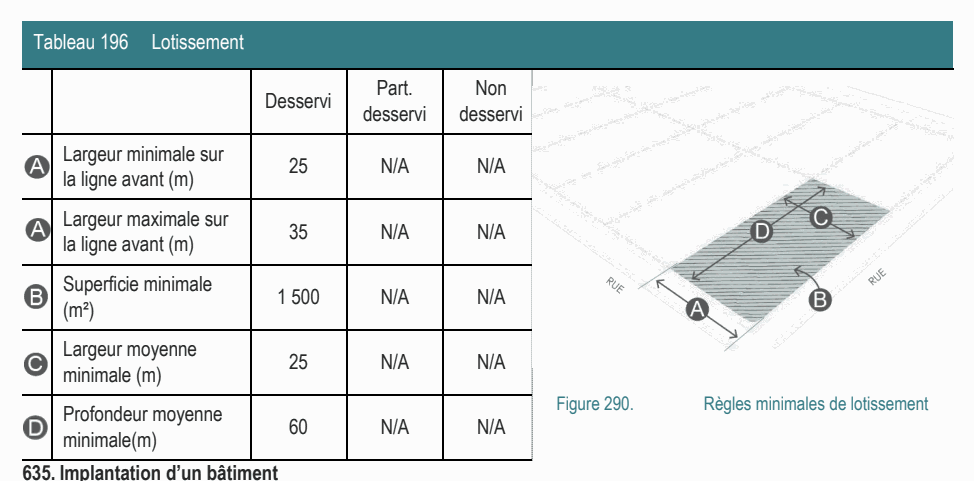 Tableau 196 Lotissement
Desservi
Part.
desservi
Non
desservi
A Largeur minimale sur
la ligne avant (m)
25 N/A N/A
A Largeur maximale sur
la ligne avant (m)
35 N/A N/A
B Superficie minimale
(m²)
1 500 N/A N/A
C Largeur moyenne
minimale (m)
25 N/A N/A
D Profondeur moyenne
minimale(m)
60 N/A N/A
C
D
RUE
RUE
A
B
Figure 290. Règles minimales de lotissement
635. Implantation d’un bâtiment